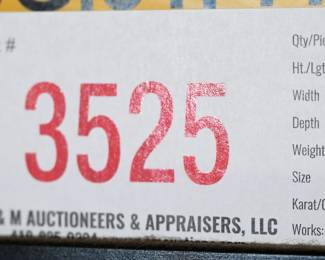 #
3525
& M AUCTIONEERS & APPRAISERS, LLC
Qty/Pie
Ht./Lgt
Width
Depth
Weight
Size
Karat/C
Works: